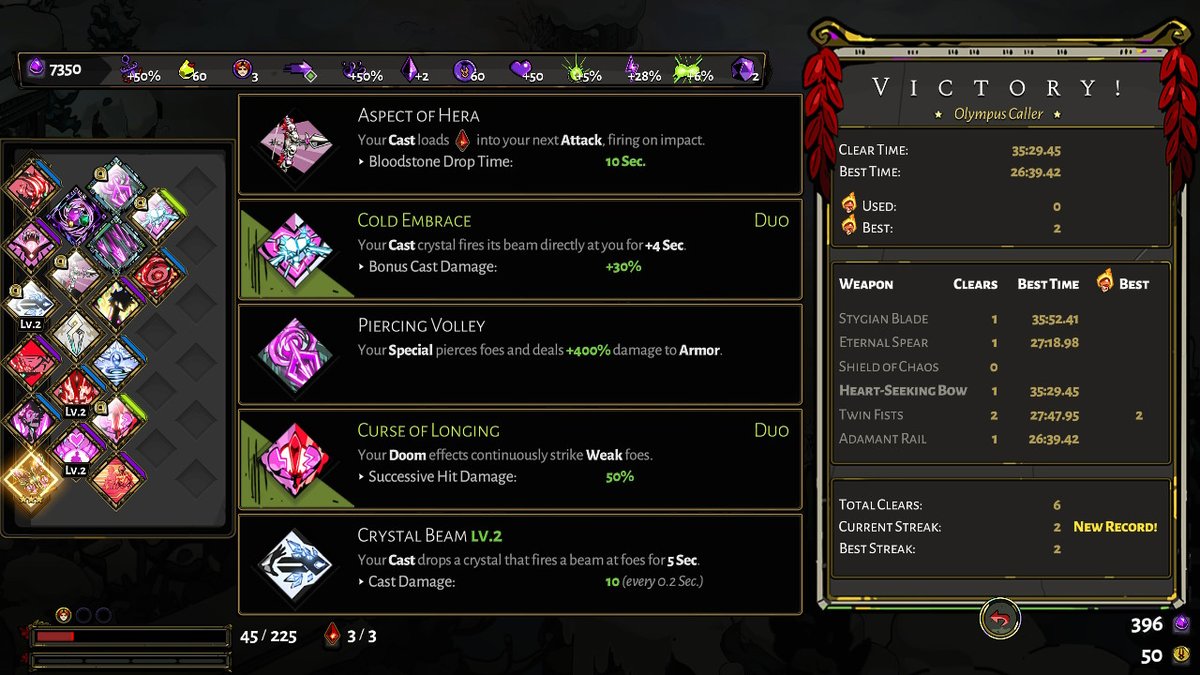 7350
+50%
60
3
+50%
+2
60
+50
+5%
+28%
+6%
2
Lv.2
Lv.2
Lv.2
ASPECT OF HERA
Your Cast loads into your next Attack, firing on impact.
Bloodstone Drop Time: 10 Sec.
COLD EMBRACE Duo
Your Cast crystal fires its beam directly at you for +4 Sec.
Bonus Cast Damage: +30%
PIERCING VOLLEY
Your Special pierces foes and deals +400% damage to Armor.
CURSE OF LONGING Duo
Your Doom effects continuously strike Weak foes.
Successive Hit Damage: 50%
CRYSTAL BEAM LV.2
Your Cast drops a crystal that fires a beam at foes for 5 Sec.
Cast Damage: 10 (every 0.2 Sec.)
45 / 225 3 / 3
VICTORY!
Olympus Caller
CLEAR TIME: 35:29.45
BEST TIME: 26:39.42
USED: 0
BEST: 2
WEAPON CLEARS BEST TIME BEST
STYGIAN BLADE 1 35:52.41
ETERNAL SPEAR 1 27:18.98
SHIELD OF CHAOS 0
HEART-SEEKING BOW 1 35:29.45
TWIN FISTS 2 27:47.95 2
ADAMANT RAIL 1 26:39.42
TOTAL CLEARS: 6
CURRENT STREAK: 2 NEW RECORD!
BEST STREAK: 2
396
50